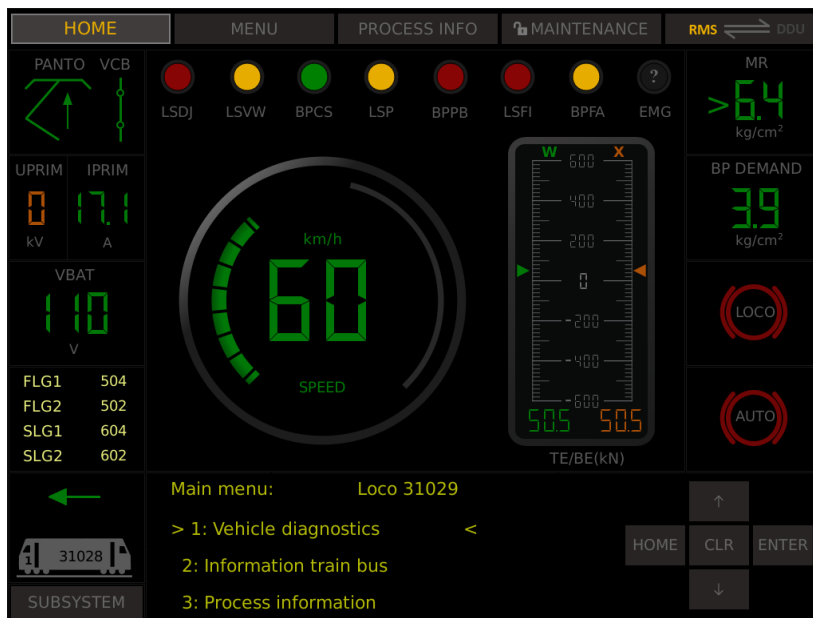 HOME MENU PROCESS INFO MAINTENANCE RMS DDU
PANTO VCB
LSDJ LSVW BPCS LSP BPPB LSFI BPFA ? EMG
MR
>6.4
kg/cm²
UPRIM IPRIM
0 17.1
kV A
BP DEMAND
3.9
kg/cm²
VBAT
110
V
km/h
60
SPEED
W X
600
400
200
0
-200
-400
-600
50.5 50.5
TE/BE(kN)
LOCO
AUTO
FLG1 504
FLG2 502
SLG1 604
SLG2 602
1 31028
SUBSYSTEM
Main menu: Loco 31029
> 1: Vehicle diagnostics <
2: Information train bus
3: Process information
↑
HOME CLR ENTER
↓